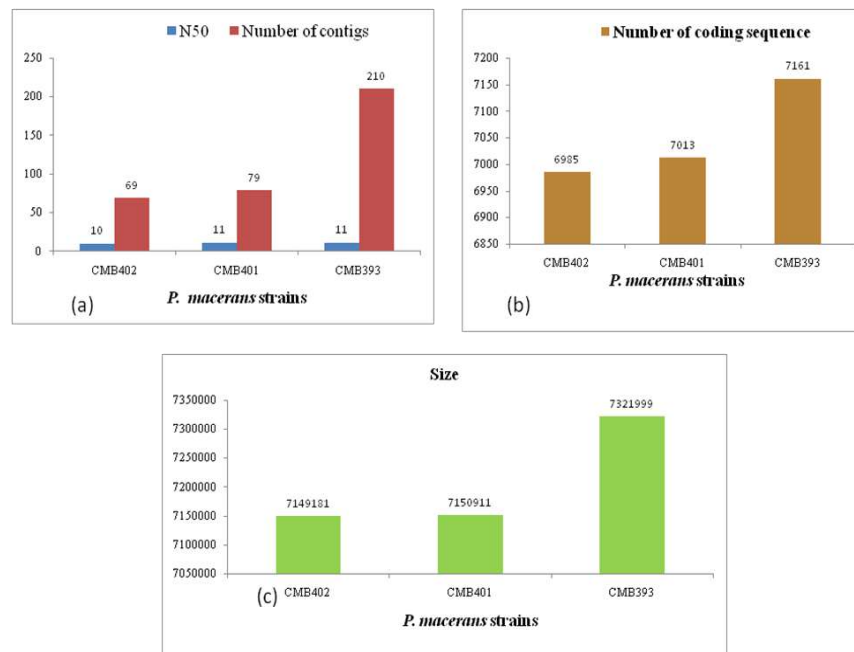 N50 Number of contigs
250
200
150
100
50
0
10 69 11 79 11 210
CMB402 CMB401 CMB393
P. macerans strains
(a)
Number of coding sequence
7200
7150
7100
7050
7000
6950
6900
6850
6985 7013 7161
CMB402 CMB401 CMB393
P. macerans strains
(b)
Size
7350000
7300000
7250000
7200000
7150000
7100000
7050000
7149181 7150911 7321999
CMB402 CMB401 CMB393
(c)
P. macerans strains